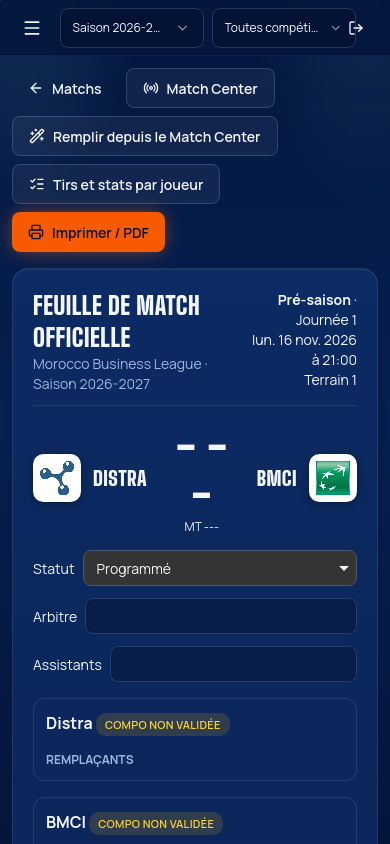 Saison 2026-2...
Toutes compéti...
Matchs
Match Center
Remplir depuis le Match Center
Tirs et stats par joueur
Imprimer / PDF
FEUILLE DE MATCH
OFFICIELLE
Morocco Business League ·
Saison 2026-2027
Pré-saison ·
Journée 1
lun. 16 nov. 2026
à 21:00
Terrain 1
DISTRA
- -
-
BMCI
MT ---
Statut
Programmé
Arbitre
Assistants
Distra COMPO NON VALIDÉE
REMPLAÇANTS
BMCI COMPO NON VALIDÉE